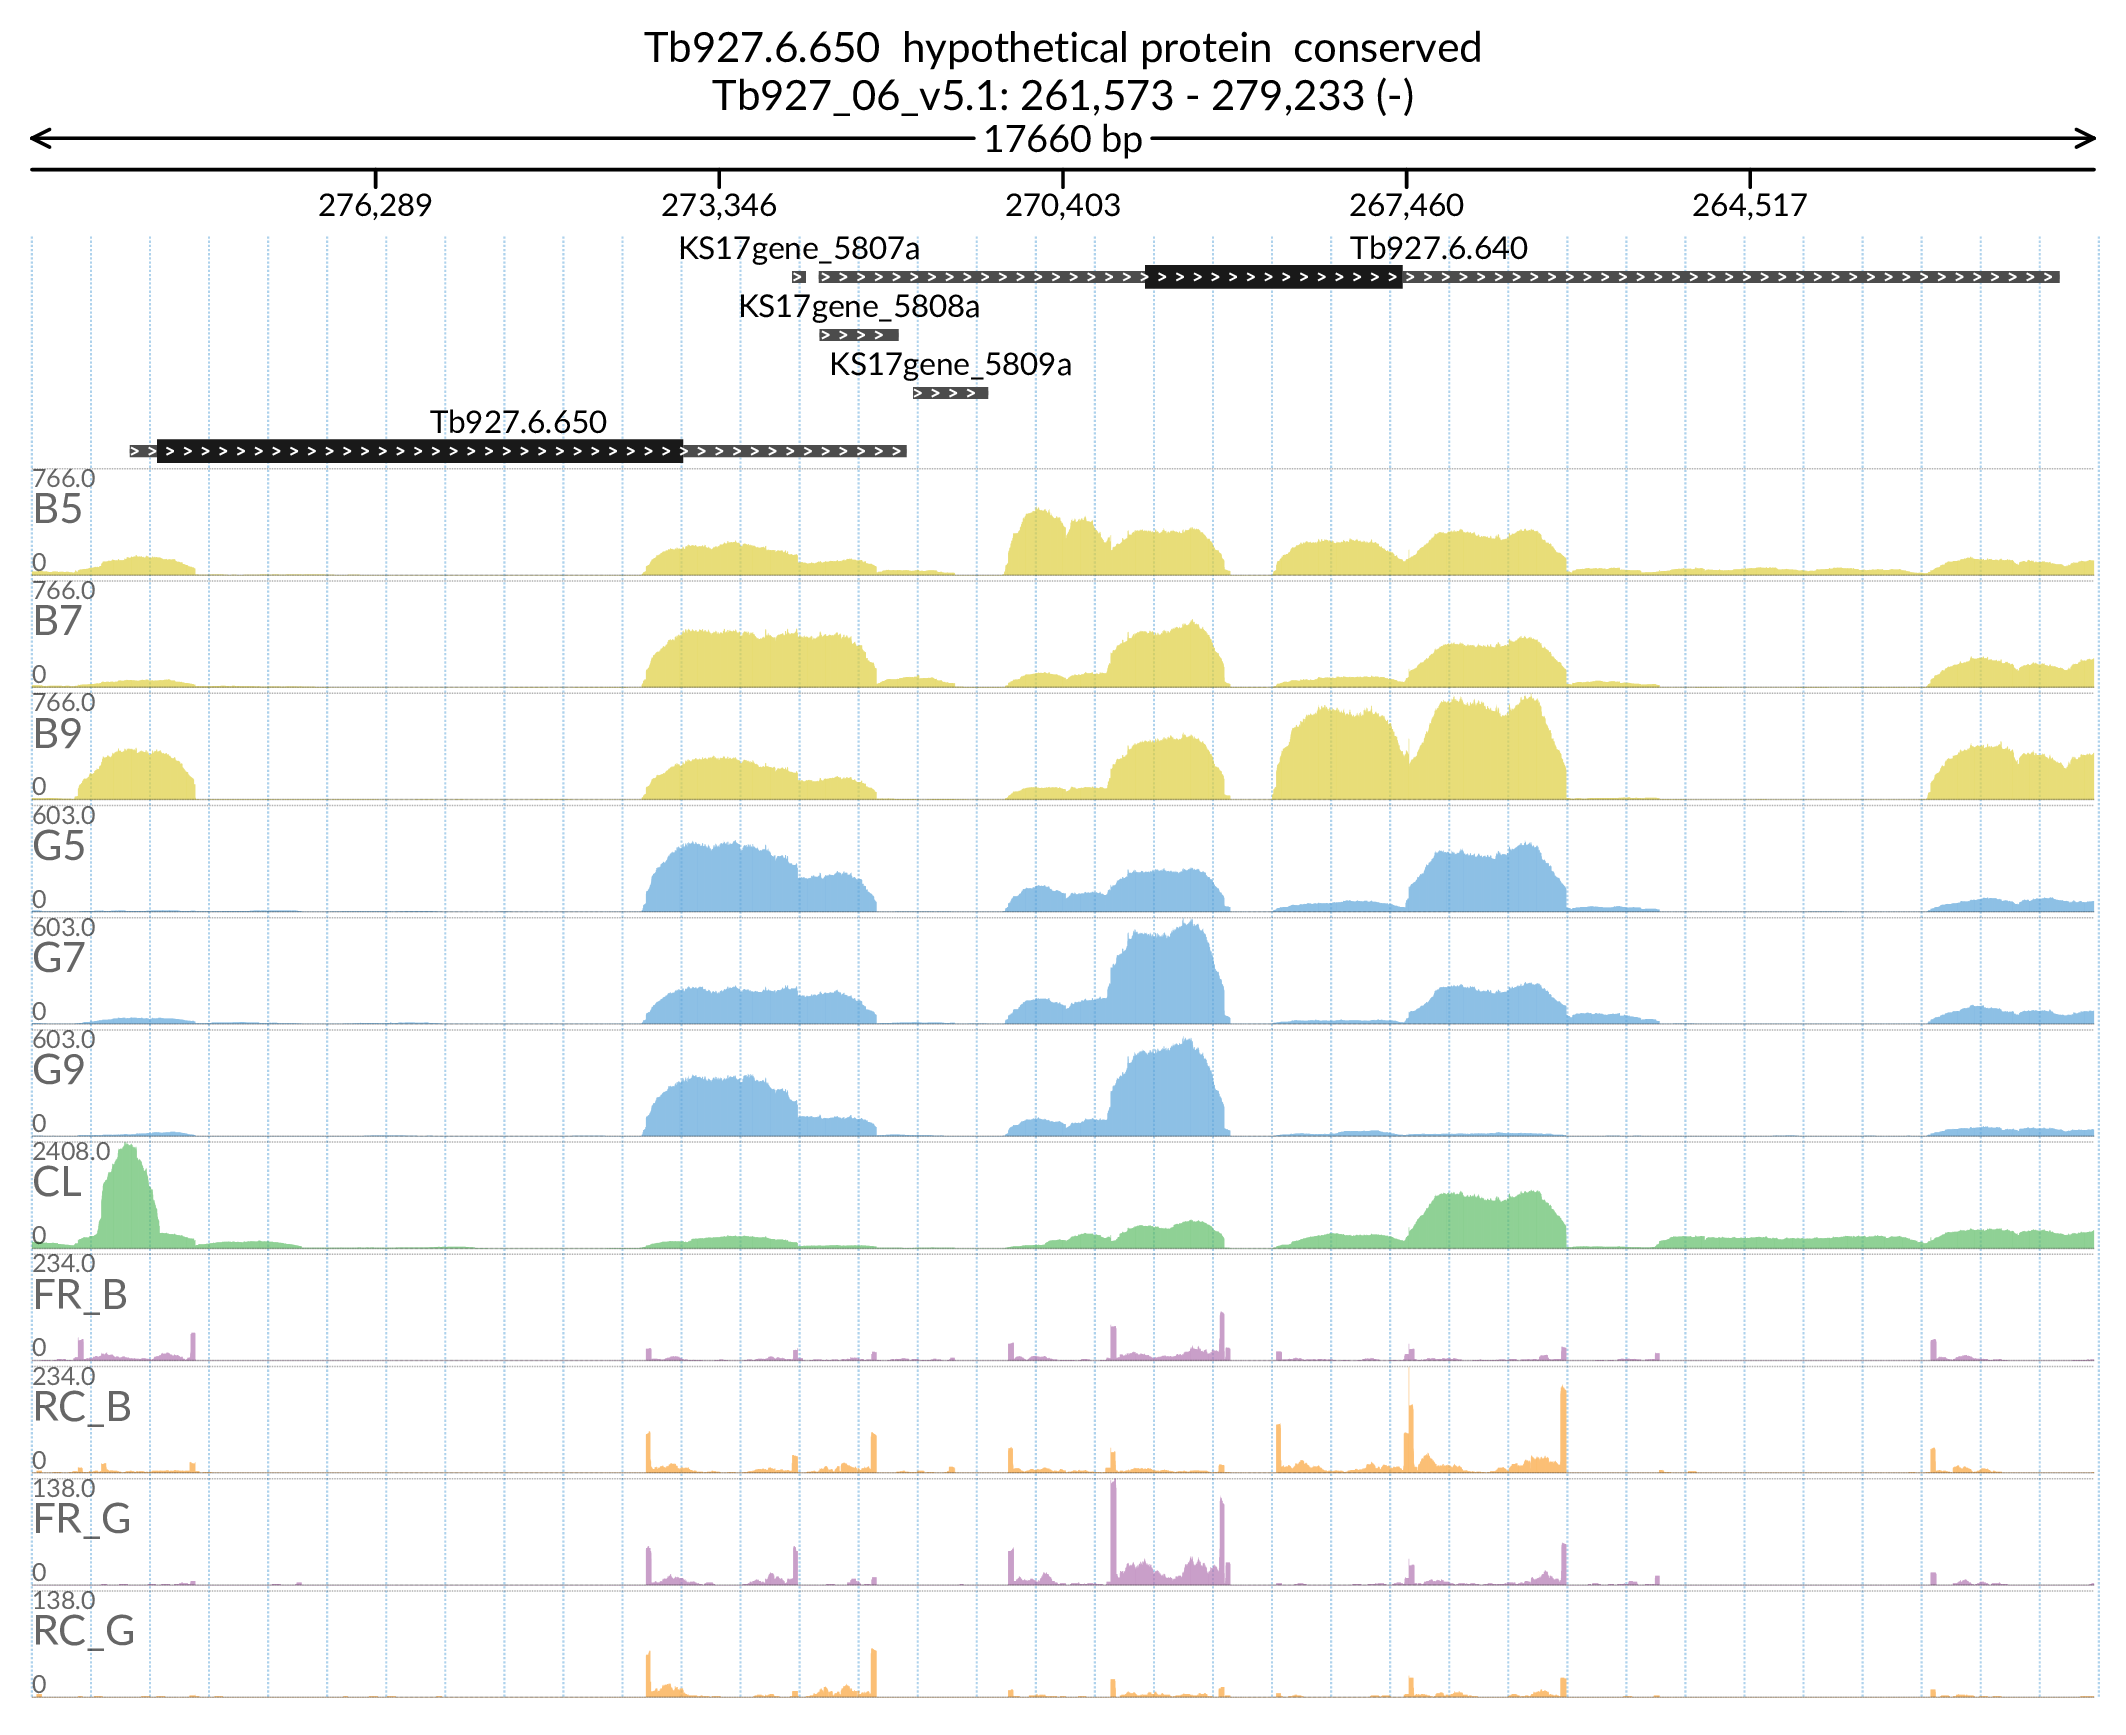 Tb927.6.650  hypothetical protein  conserved
Tb927_06_v5.1: 261,573 - 279,233 (-)
17660 bp
276,289 273,346 270,403 267,460 264,517
KS17gene_5807a Tb927.6.640
KS17gene_5808a
KS17gene_5809a
Tb927.6.650
766.0
B5
0
766.0
B7
0
766.0
B9
0
603.0
G5
0
603.0
G7
0
603.0
G9
0
2408.0
CL
0
234.0
FR_B
0
234.0
RC_B
0
138.0
FR_G
0
138.0
RC_G
0